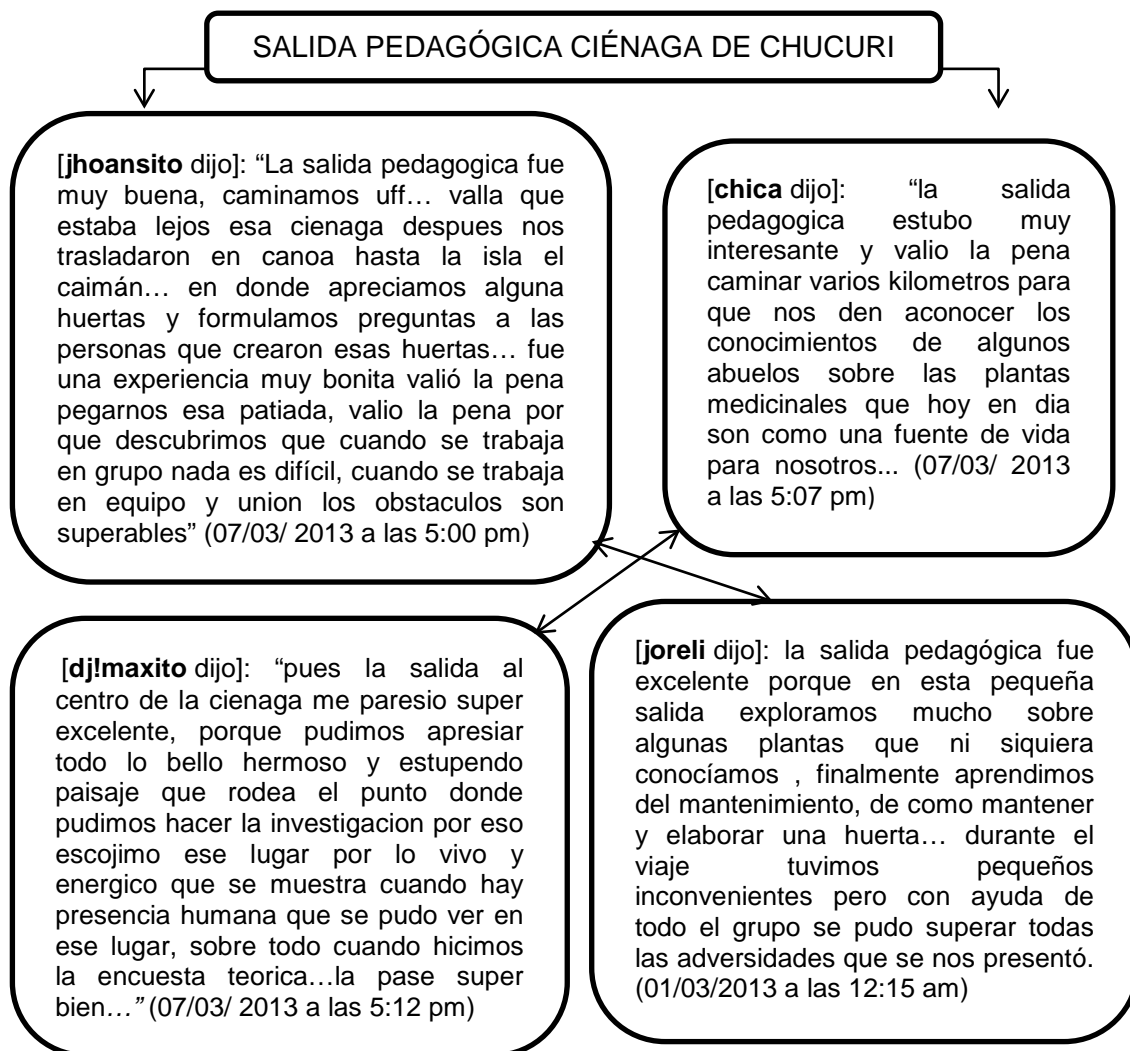 SALIDA PEDAGÓGICA CIÉNAGA DE CHUCURI
[jhoansito dijo]: “La salida pedagogica fue
muy buena, caminamos uff… valla que
estaba lejos esa cienaga despues nos
trasladaron en canoa hasta la isla el
caimán… en donde apreciamos alguna
huertas y formulamos preguntas a las
personas que crearon esas huertas… fue
una experiencia muy bonita valió la pena
pegarnos esa patiada, valio la pena por
que descubrimos que cuando se trabaja
en grupo nada es difícil, cuando se trabaja
en equipo y union los obstaculos son
superables” (07/03/ 2013 a las 5:00 pm)
[chica dijo]: “la salida
pedagogica estubo muy
interesante y valio la pena
caminar varios kilometros para
que nos den aconocer los
conocimientos de algunos
abuelos sobre las plantas
medicinales que hoy en dia
son como una fuente de vida
para nosotros... (07/03/ 2013
a las 5:07 pm)
[dj!maxito dijo]: “pues la salida al
centro de la cienaga me paresio super
excelente, porque pudimos apresiar
todo lo bello hermoso y estupendo
paisaje que rodea el punto donde
pudimos hacer la investigacion por eso
escojimo ese lugar por lo vivo y
energico que se muestra cuando hay
presencia humana que se pudo ver en
ese lugar, sobre todo cuando hicimos
la encuesta teorica…la pase super
bien…” (07/03/ 2013 a las 5:12 pm)
[joreli dijo]: la salida pedagógica fue
excelente porque en esta pequeña
salida exploramos mucho sobre
algunas plantas que ni siquiera
conocíamos , finalmente aprendimos
del mantenimiento, de como mantener
y elaborar una huerta… durante el
viaje tuvimos pequeños
inconvenientes pero con ayuda de
todo el grupo se pudo superar todas
las adversidades que se nos presentó.
(01/03/2013 a las 12:15 am)